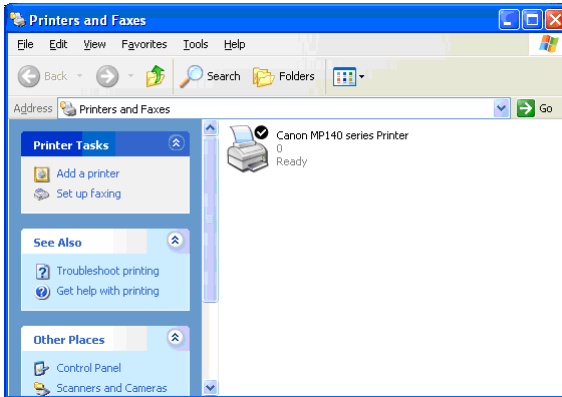 Printers and Faxes
File Edit View Favorites Tools Help
Back Search Folders
Address Printers and Faxes Go
Printer Tasks
Add a printer
Set up faxing
See Also
Troubleshoot printing
Get help with printing
Other Places
Control Panel
Scanners and Cameras
Canon MP140 series Printer
0
Ready